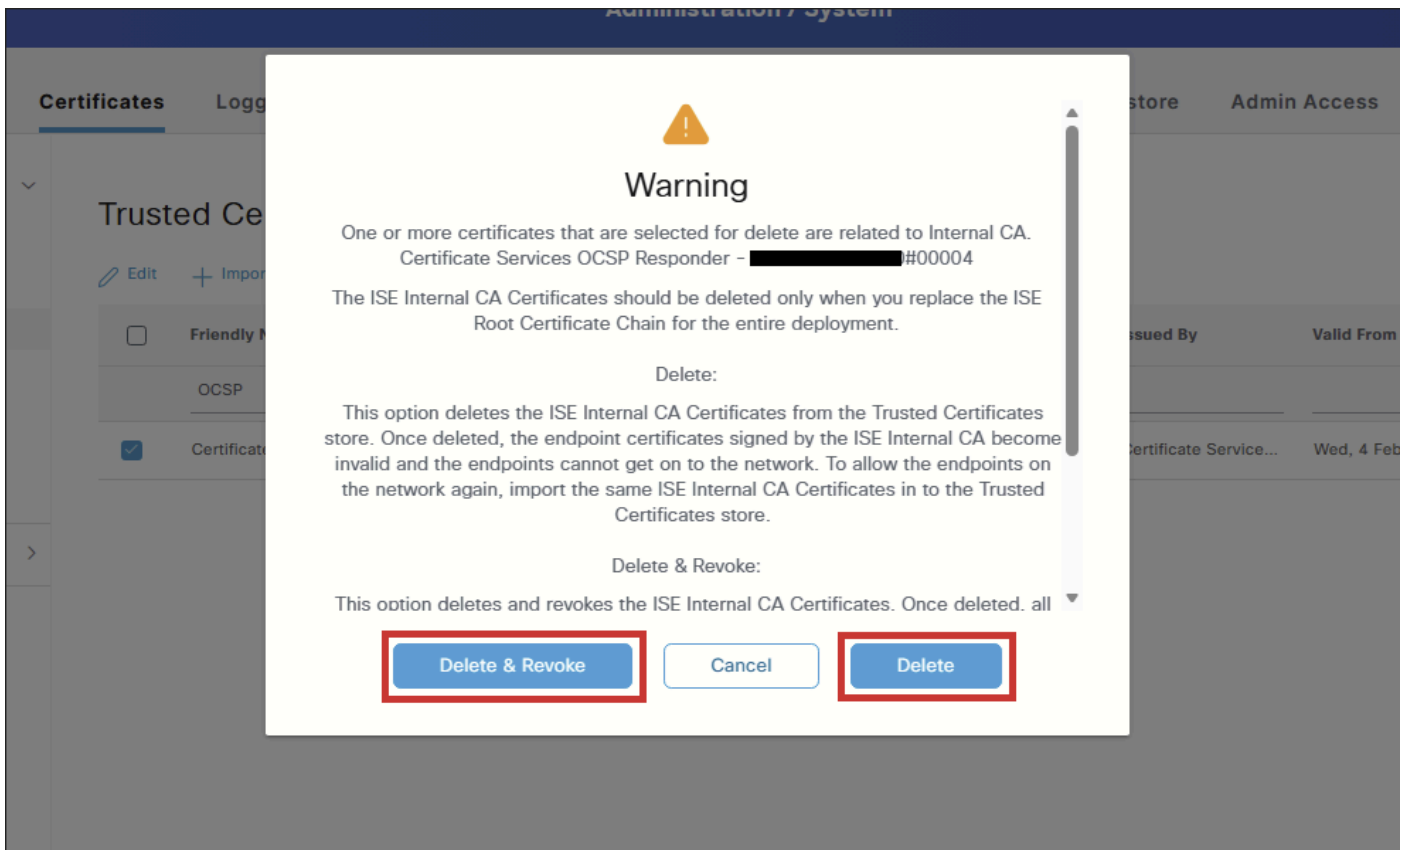 Administration / System
Certificates
Logg
store
Admin Access
Warning
One or more certificates that are selected for delete are related to Internal CA.
Certificate Services OCSP Responder - #00004
The ISE Internal CA Certificates should be deleted only when you replace the ISE
Root Certificate Chain for the entire deployment.
Delete:
This option deletes the ISE Internal CA Certificates from the Trusted Certificates
store. Once deleted, the endpoint certificates signed by the ISE Internal CA become
invalid and the endpoints cannot get on to the network. To allow the endpoints on
the network again, import the same ISE Internal CA Certificates in to the Trusted
Certificates store.
Delete & Revoke:
This option deletes and revokes the ISE Internal CA Certificates. Once deleted, all
Delete & Revoke
Cancel
Delete
Trusted Ce
Edit
Impor
Friendly N
ssued By
Valid From
OCSP
Certificate
Certificate Service...
Wed, 4 Feb